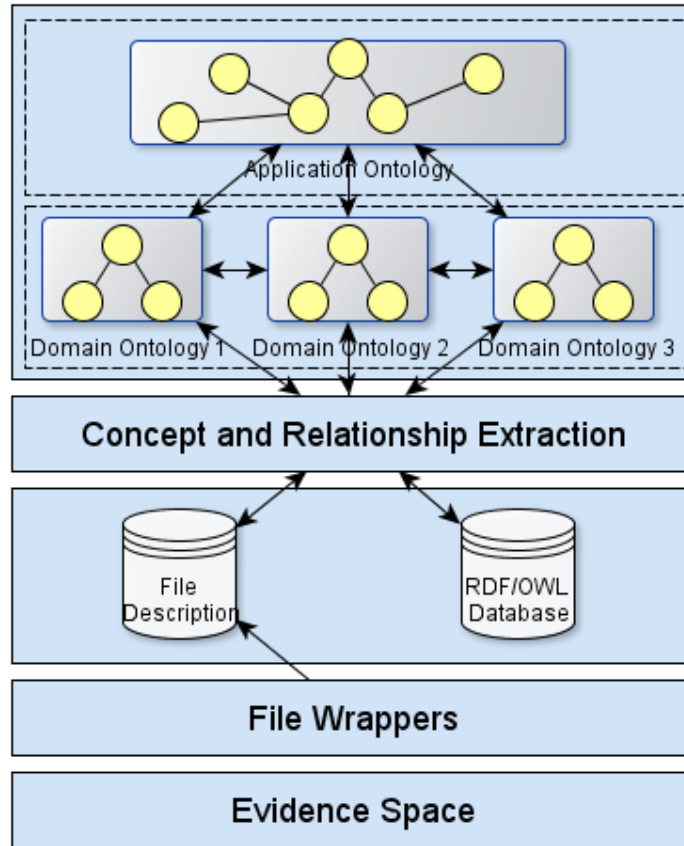 Application Ontology
Domain Ontology 1
Domain Ontology 2
Domain Ontology 3
Concept and Relationship Extraction
File
Description
RDF/OWL
Database
File Wrappers
Evidence Space